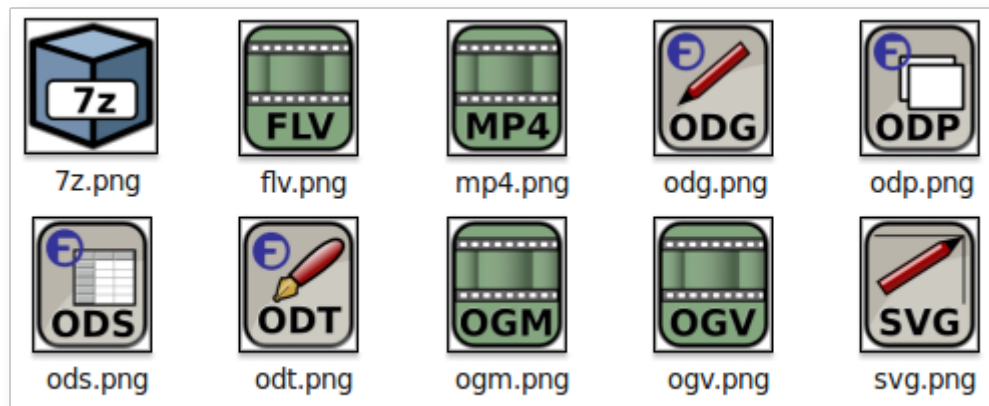 7z
FLV
MP4
ODG
ODP
7z.png
flv.png
mp4.png
odg.png
odp.png
ODS
ODT
OGM
OGV
SVG
ods.png
odt.png
ogm.png
ogv.png
svg.png